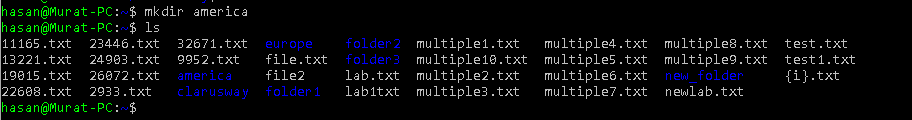 hasan@Murat-PC:~$ mkdir america
hasan@Murat-PC:~$ ls
11165.txt 23446.txt 32671.txt europe folder2 multiple1.txt multiple4.txt multiple8.txt test.txt
13221.txt 24903.txt 9952.txt file.txt folder3 multiple10.txt multiple5.txt multiple9.txt test1.txt
19015.txt 26072.txt america file2 lab.txt multiple2.txt multiple6.txt new_folder {i}.txt
22608.txt 2933.txt clarusway folder1 lab1txt multiple3.txt multiple7.txt newlab.txt
hasan@Murat-PC:~$